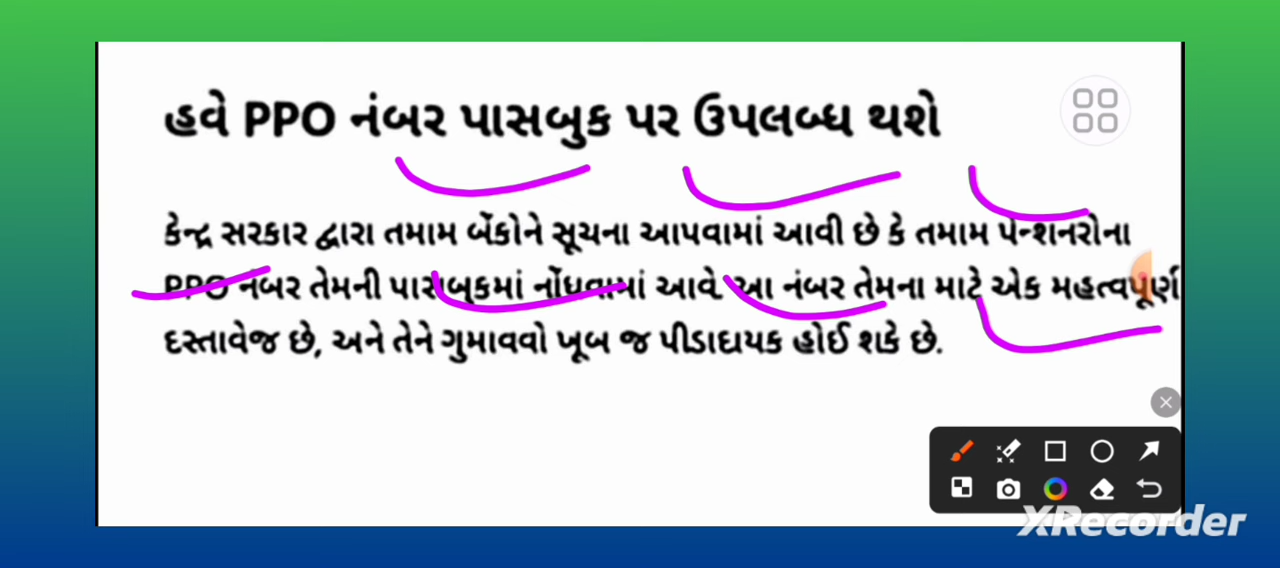 હવે PPO નંબર પાસબુક પર ઉપલબ્ધ થશે
કેન્દ્ર સરકાર દ્વારા તમામ બેંકોને સૂચના આપવામાં આવી છે કે તમામ પેન્શનરોના
PPO નંબર તેમની પાસબુકમાં નોંધવામાં આવે. આ નંબર તેમના માટે એક મહત્વપૂર્ણ
દસ્તાવેજ છે, અને તેને ગુમાવવો ખૂબ જ પીડાદાયક હોઈ શકે છે.
XRecorder